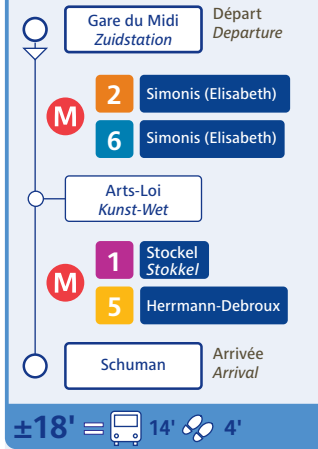 Gare du Midi
Zuidstation
Départ
Departure
M
2 Simonis (Elisabeth)
6 Simonis (Elisabeth)
Arts-Loi
Kunst-Wet
M
1 Stockel
Stokkel
5 Herrmann-Debroux
Schuman
Arrivée
Arrival
±18' = 14' 4'